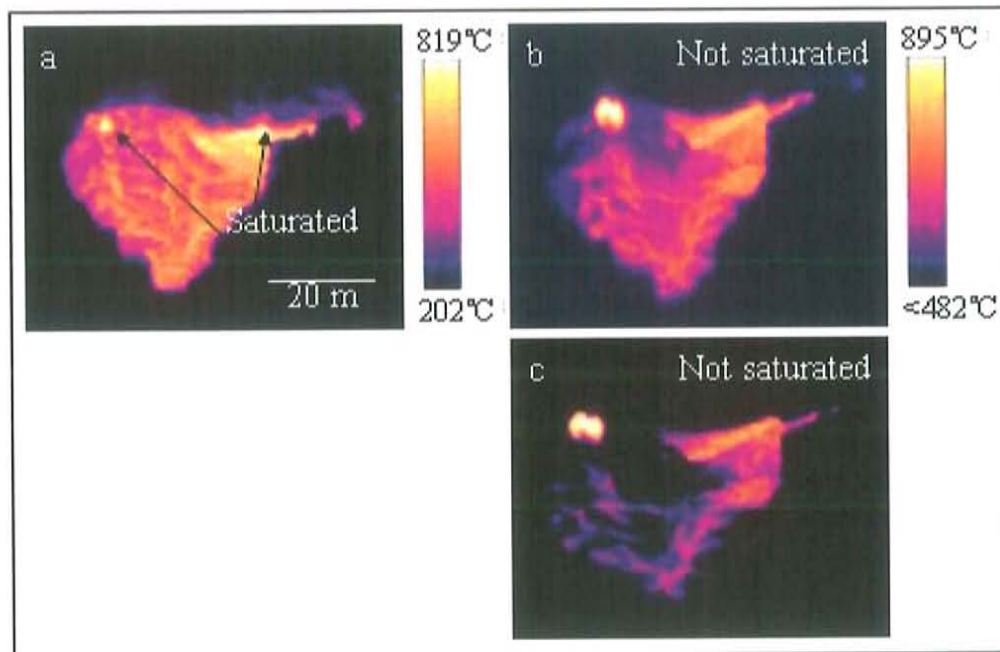 a
Saturated
20 m
819°C
202°C
b
Not saturated
895°C
<482°C
c
Not saturated